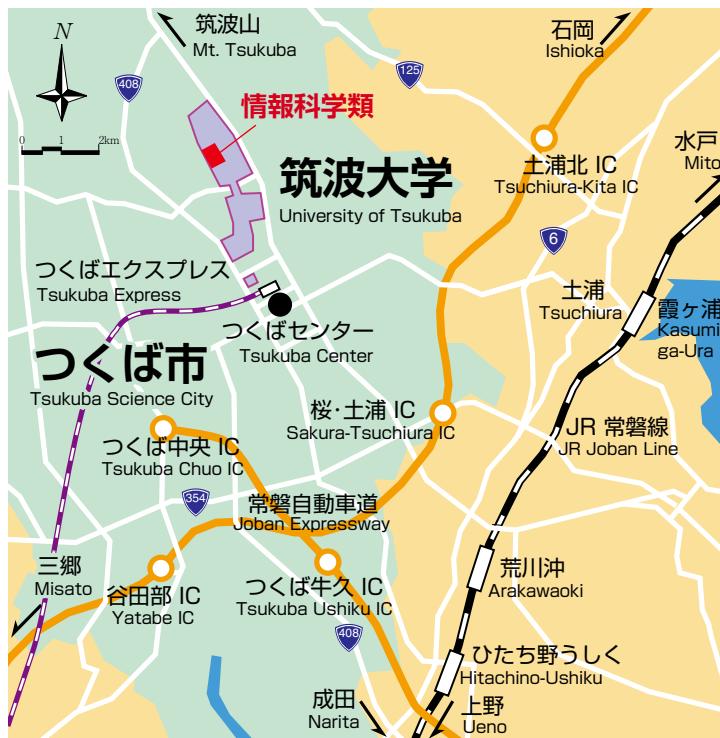 筑波山
Mt. Tsukuba
石岡
Ishioka
N
408
125
0 1 2km
情報科学類
水戸
Mito
土浦北 IC
Tsuchiura-Kita IC
筑波大学
University of Tsukuba
6
つくばエクスプレス
Tsukuba Express
土浦
Tsuchiura
霞ヶ浦
Kasumi
ga-Ura
つくばセンター
Tsukuba Center
つくば市
Tsukuba Science City
桜･土浦 IC
Sakura-Tsuchiura IC
JR 常磐線
JR Joban Line
つくば中央 IC
Tsukuba Chuo IC
354
常磐自動車道
Joban Expressway
三郷
Misato
谷田部 IC
Yatabe IC
つくば牛久 IC
Tsukuba Ushiku IC
荒川沖
Arakawaoki
408
ひたち野うしく
Hitachino-Ushiku
成田
Narita
上野
Ueno